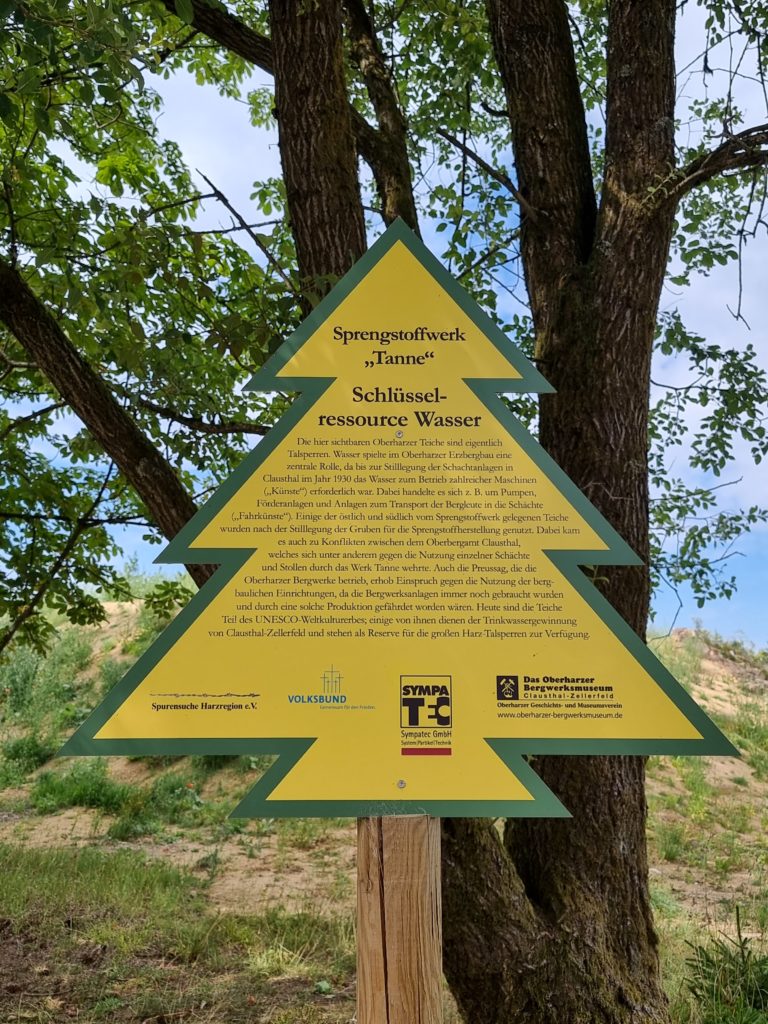 Sprengstoffwerk
„Tanne“
Schlüssel-
ressource Wasser
Die hier sichtbaren Oberharzer Teiche sind eigentlich
Talsperren. Wasser spielte im Oberharzer Erzbergbau eine
zentrale Rolle, da bis zur Stilllegung der Schachtanlagen in
Clausthal im Jahr 1930 das Wasser zum Betrieb zahlreicher Maschinen
(„Künste“) erforderlich war. Dabei handelte es sich z. B. um Pumpen,
Förderanlagen und Anlagen zum Transport der Bergleute in die Schächte
(„Fahrkünste“). Einige der östlich und südlich vom Sprengstoffwerk gelegenen Teiche
wurden nach der Stilllegung der Gruben für die Sprengstoffherstellung genutzt. Dabei kam
es auch zu Konflikten zwischen dem Oberbergamt Clausthal,
welches sich unter anderem gegen die Nutzung einzelner Schächte
und Stollen durch das Werk Tanne wehrte. Auch die Preussag, die die
Oberharzer Bergwerke betrieb, erhob Einspruch gegen die Nutzung der berg-
baulichen Einrichtungen, da die Bergwerksanlagen immer noch gebraucht wurden
und durch eine solche Produktion gefährdet worden wären. Heute sind die Teiche
Teil des UNESCO-Weltkulturerbes; einige von ihnen dienen der Trinkwassergewinnung
von Clausthal-Zellerfeld und stehen als Reserve für die großen Harz-Talsperren zur Verfügung.
Spurensuche Harzregion e.V.
VOLKSBUND
Gemeinsam für den Frieden.
SYMPA
TEC
Sympatec GmbH
System|Partikel|Technik
Das Oberharzer
Bergwerksmuseum
Clausthal-Zellerfeld
Oberharzer Geschichts- und Museumsverein
www.oberharzer-bergwerksmuseum.de